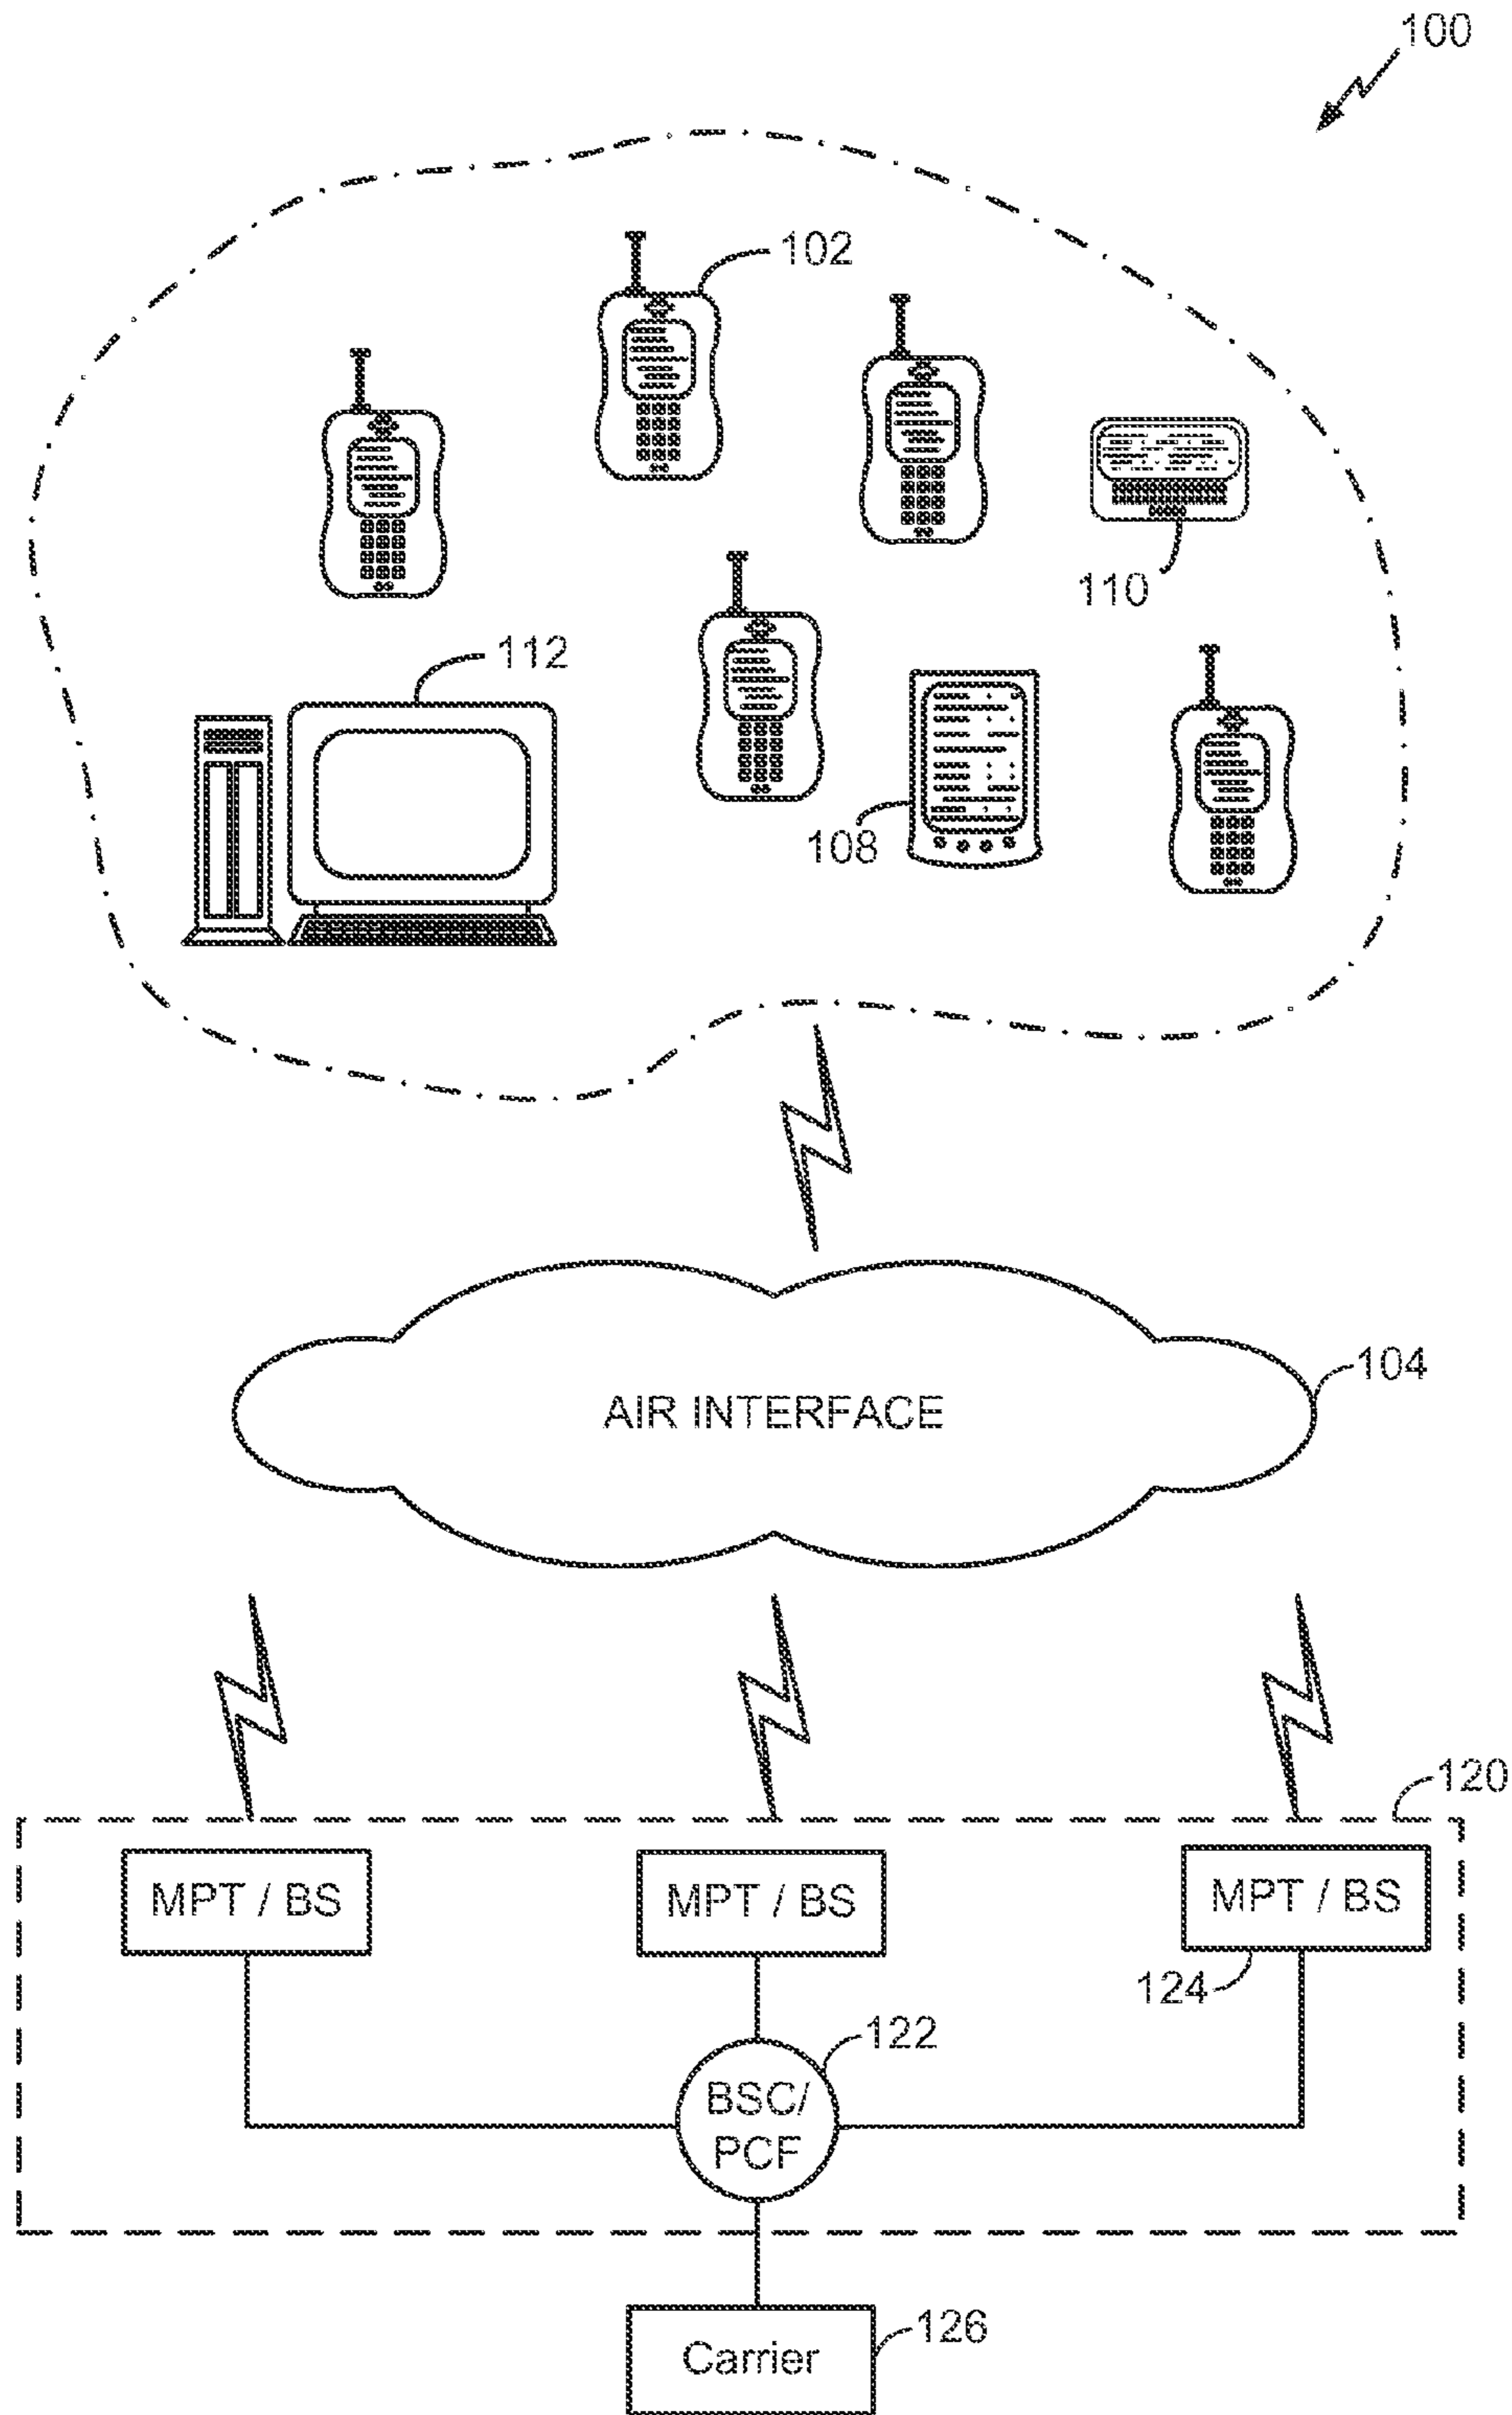 100
102
110
112
108
104
AIR INTERFACE
120
MPT / BS
MPT / BS
MPT / BS
124
122
BSC/
PCF
126
Carrier